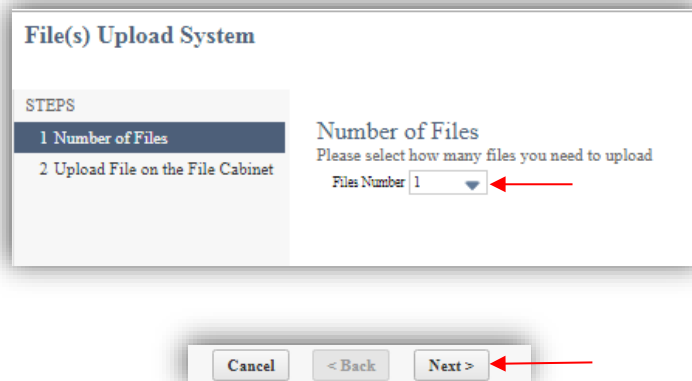 File(s) Upload System
STEPS
1 Number of Files
2 Upload File on the File Cabinet
Number of Files
Please select how many files you need to upload
Files Number 1
Cancel < Back Next >